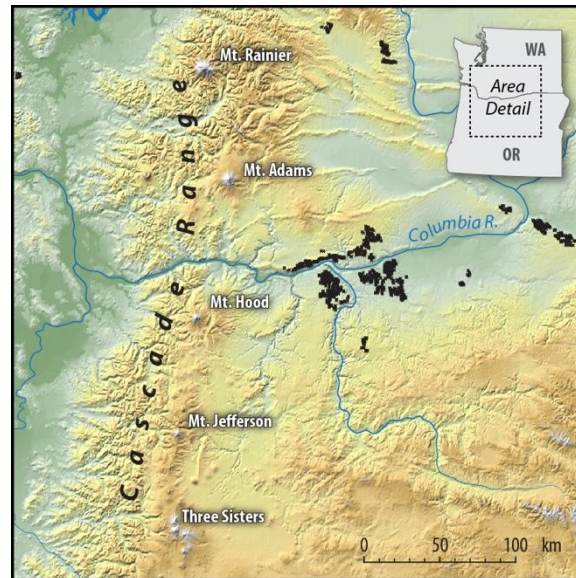 Mt. Rainier
WA
Area
Detail
OR
Mt. Adams
Columbia R.
Mt. Hood
Mt. Jefferson
Three Sisters
Cascade Range
0 50 100 km